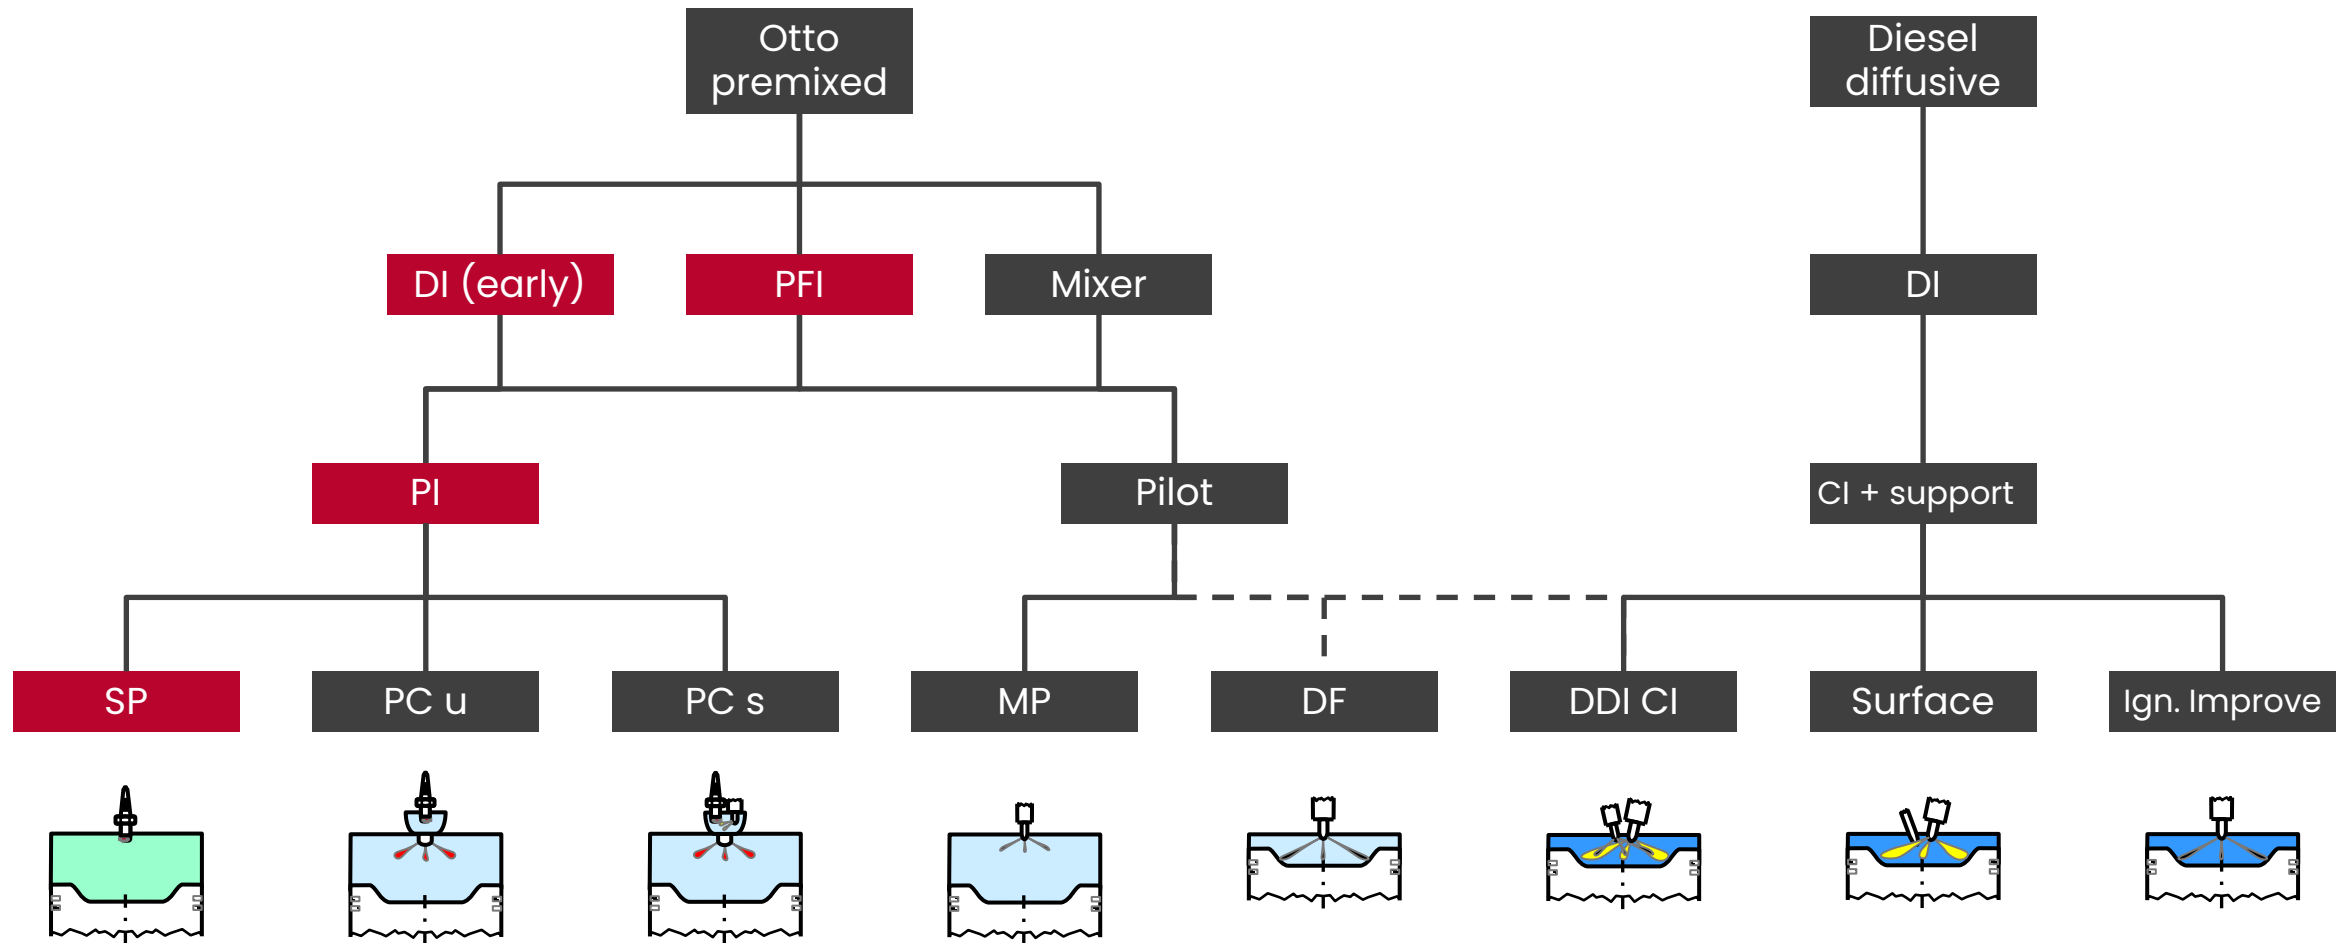 Otto
premixed
Diesel
diffusive
DI (early)
PFI
Mixer
DI
PI
Pilot
CI + support
SP
PC u
PC s
MP
DF
DDI CI
Surface
Ign. Improve